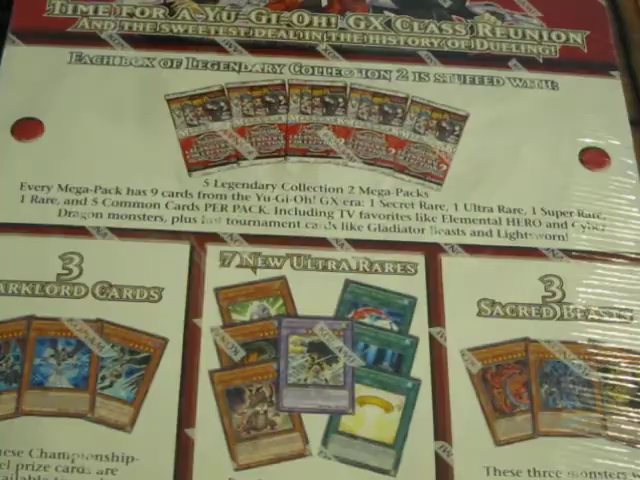 Time for a Yu-Gi-Oh! GX Class Reunion
And the sweetest deal in the history of Dueling!
Each box of Legendary Collection 2 is stuffed with:
5 Legendary Collection 2 Mega-Packs
Every Mega-Pack has 9 cards from the Yu-Gi-Oh! GX era: 1 Secret Rare, 1 Ultra Rare, 1 Super Rare,
1 Rare, and 5 Common Cards PER PACK. Including TV favorites like Elemental HERO and Cyber
Dragon monsters, plus hot tournament cards like Gladiator Beasts and Lightsworn!
3
arklord Cards
7 New Ultra Rares
3
Sacred Beasts
KONAMI
ese Championship-
el prize cards are
These three monsters